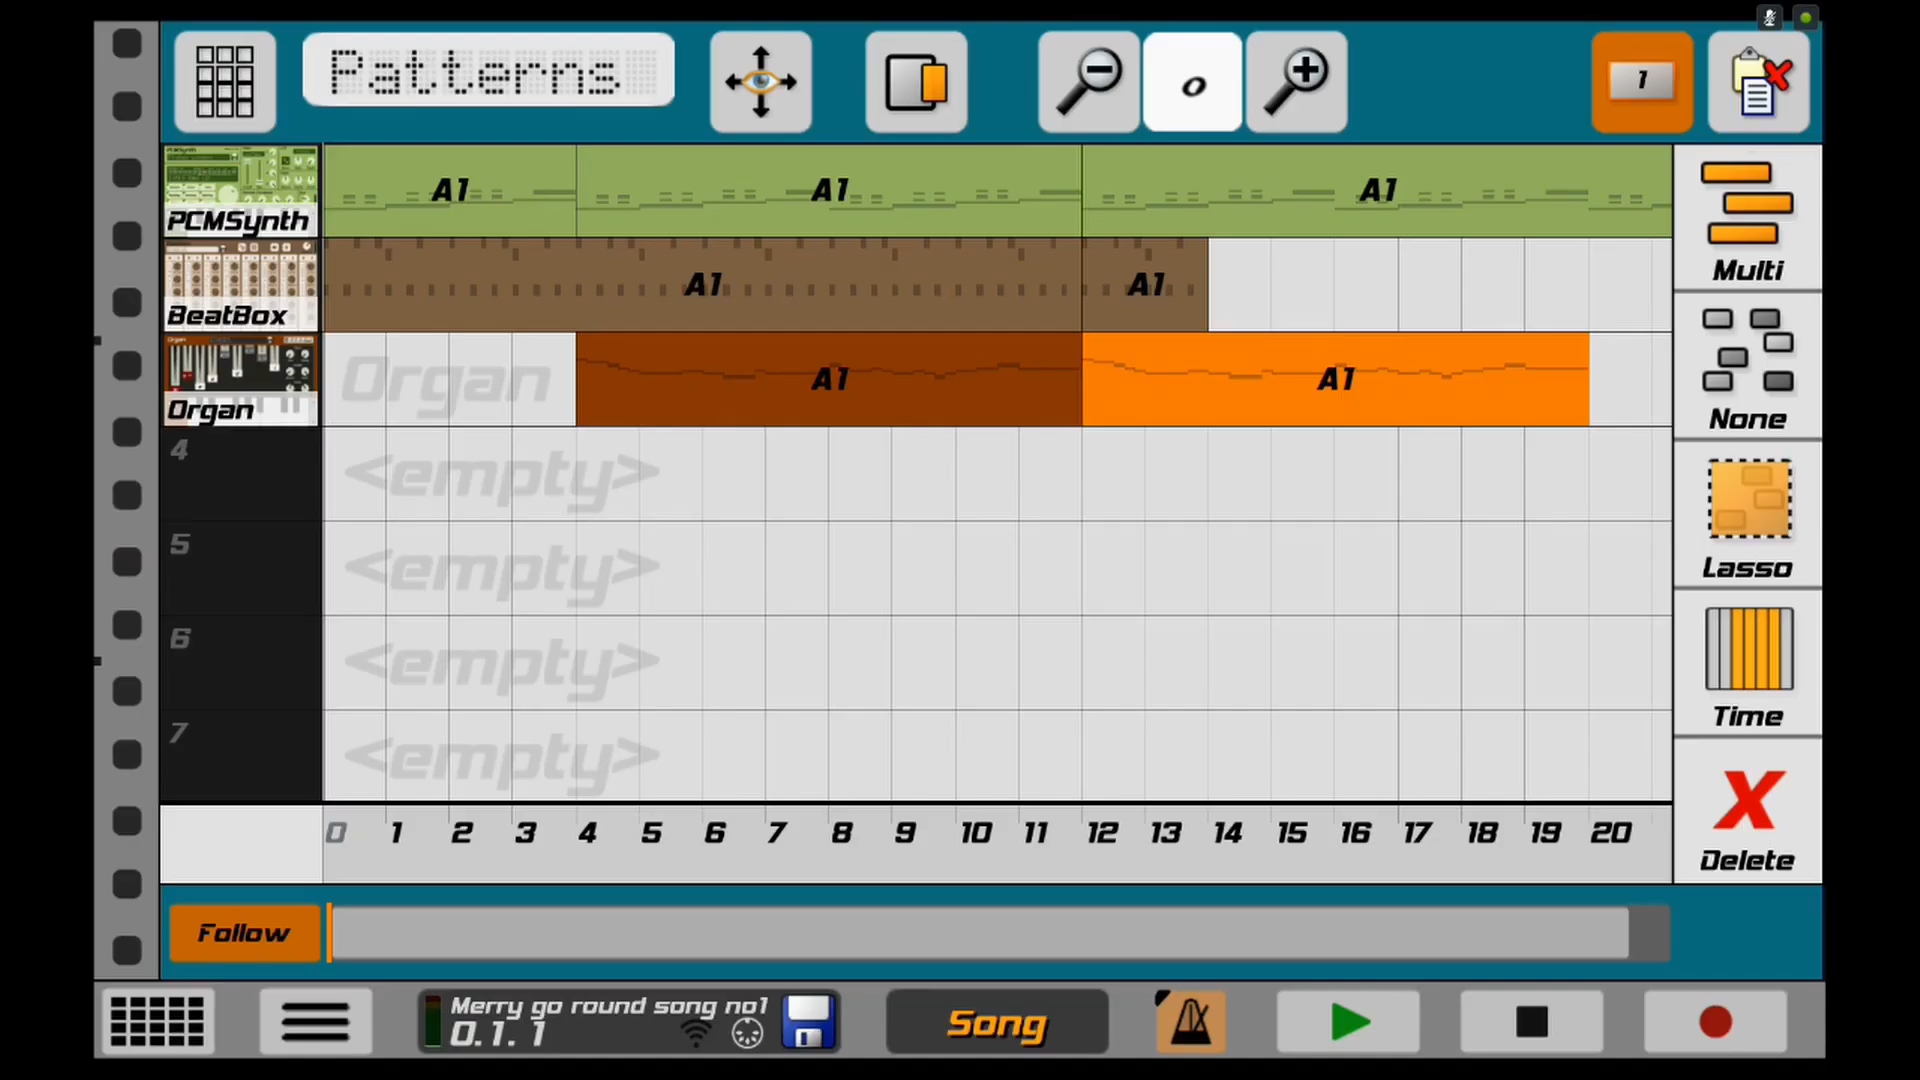 Patterns
o
1
PCMSynth
A1
A1
A1
Multi
BeatBox
A1
A1
None
Organ
Organ
A1
A1
4
<empty>
Lasso
5
<empty>
6
<empty>
Time
7
<empty>
0 1 2 3 4 5 6 7 8 9 10 11 12 13 14 15 16 17 18 19 20
Delete
Follow
Merry go round song no1
0.1. 1
Song